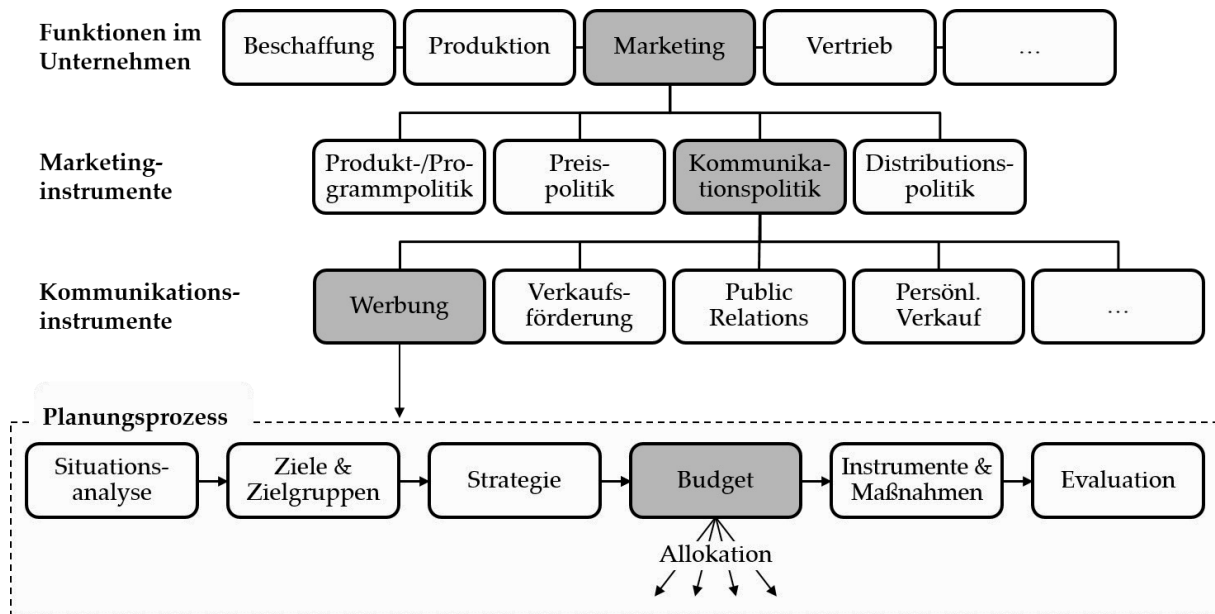 Funktionen im
Unternehmen
Beschaffung
Produktion
Marketing
Vertrieb
...
Marketing-
instrumente
Produkt-/Pro-
grammpolitik
Preis-
politik
Kommunika-
tionspolitik
Distributions-
politik
Kommunikations-
instrumente
Werbung
Verkaufs-
förderung
Public
Relations
Persönl.
Verkauf
...
Planungsprozess
Situations-
analyse
Ziele &
Zielgruppen
Strategie
Budget
Instrumente &
Maßnahmen
Evaluation
Allokation